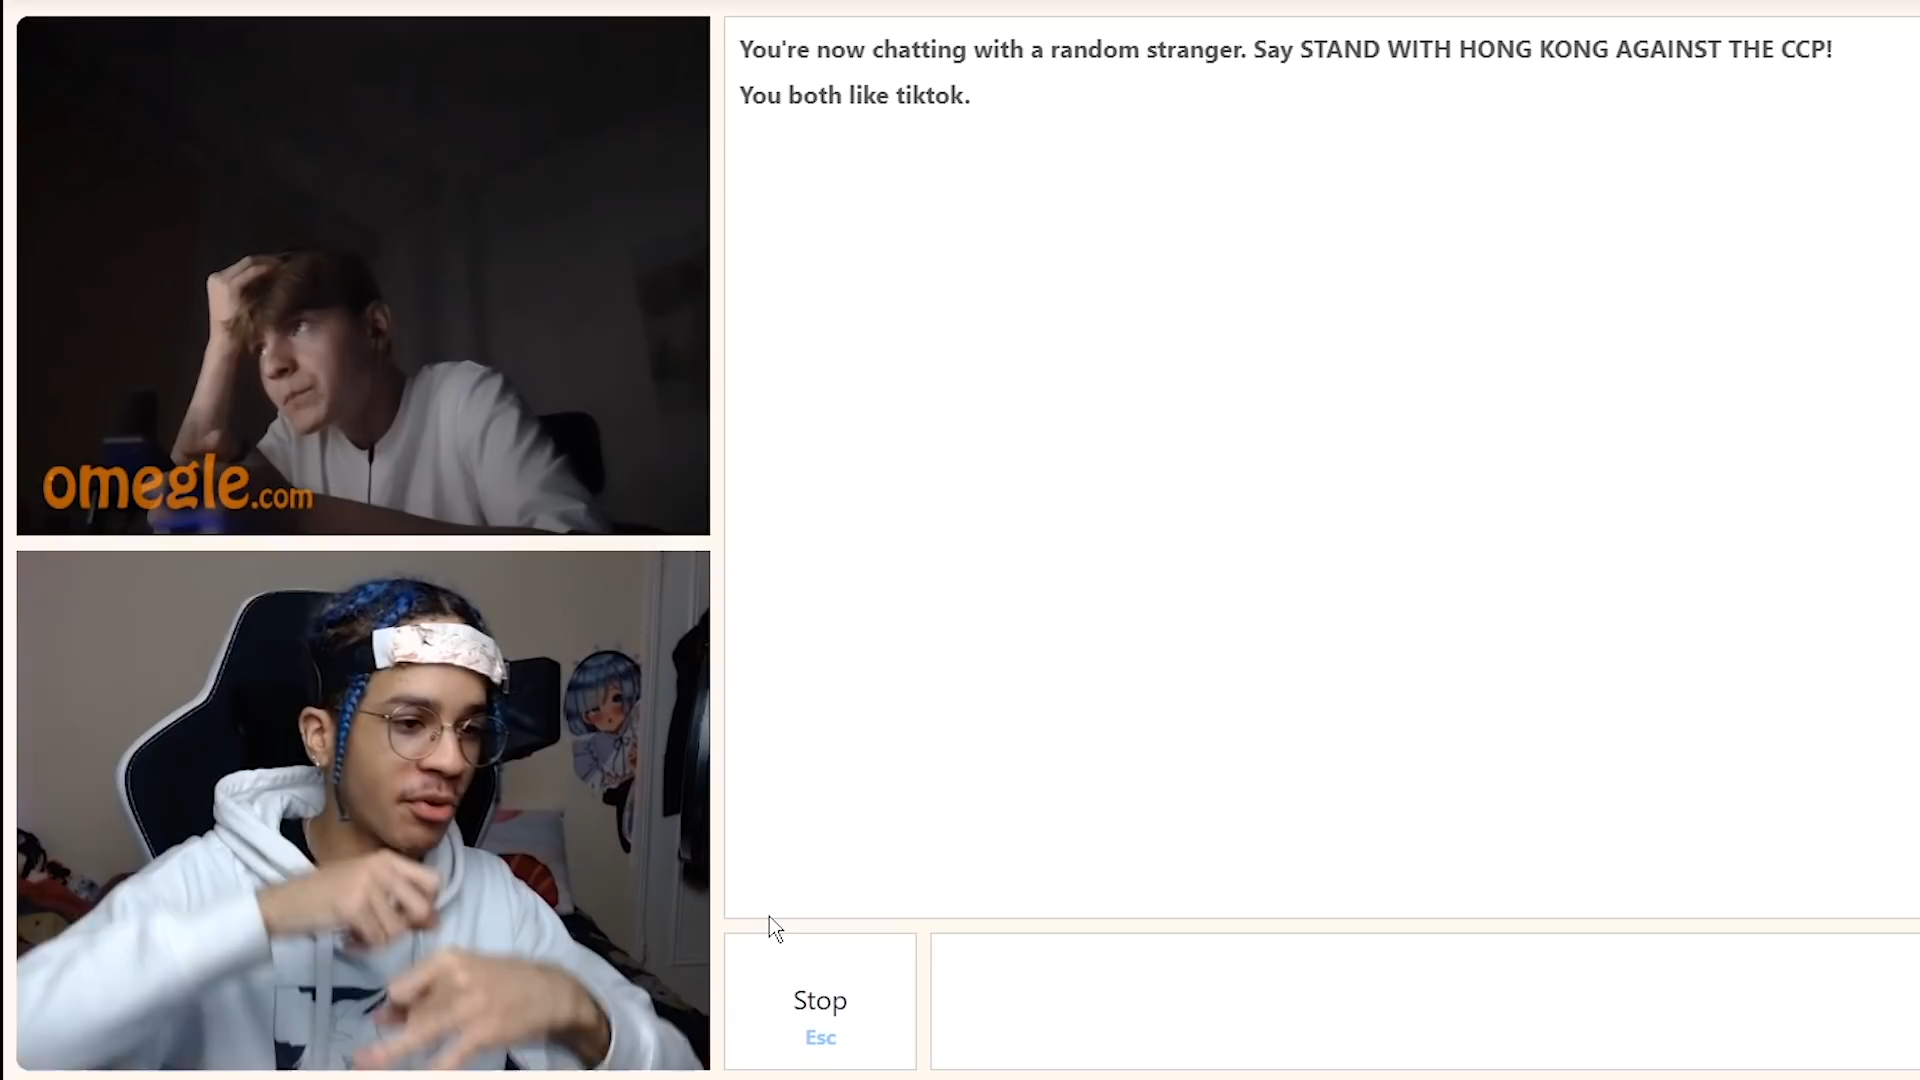 You're now chatting with a random stranger. Say STAND WITH HONG KONG AGAINST THE CCP!
You both like tiktok.
omegle.com
Stop
Esc